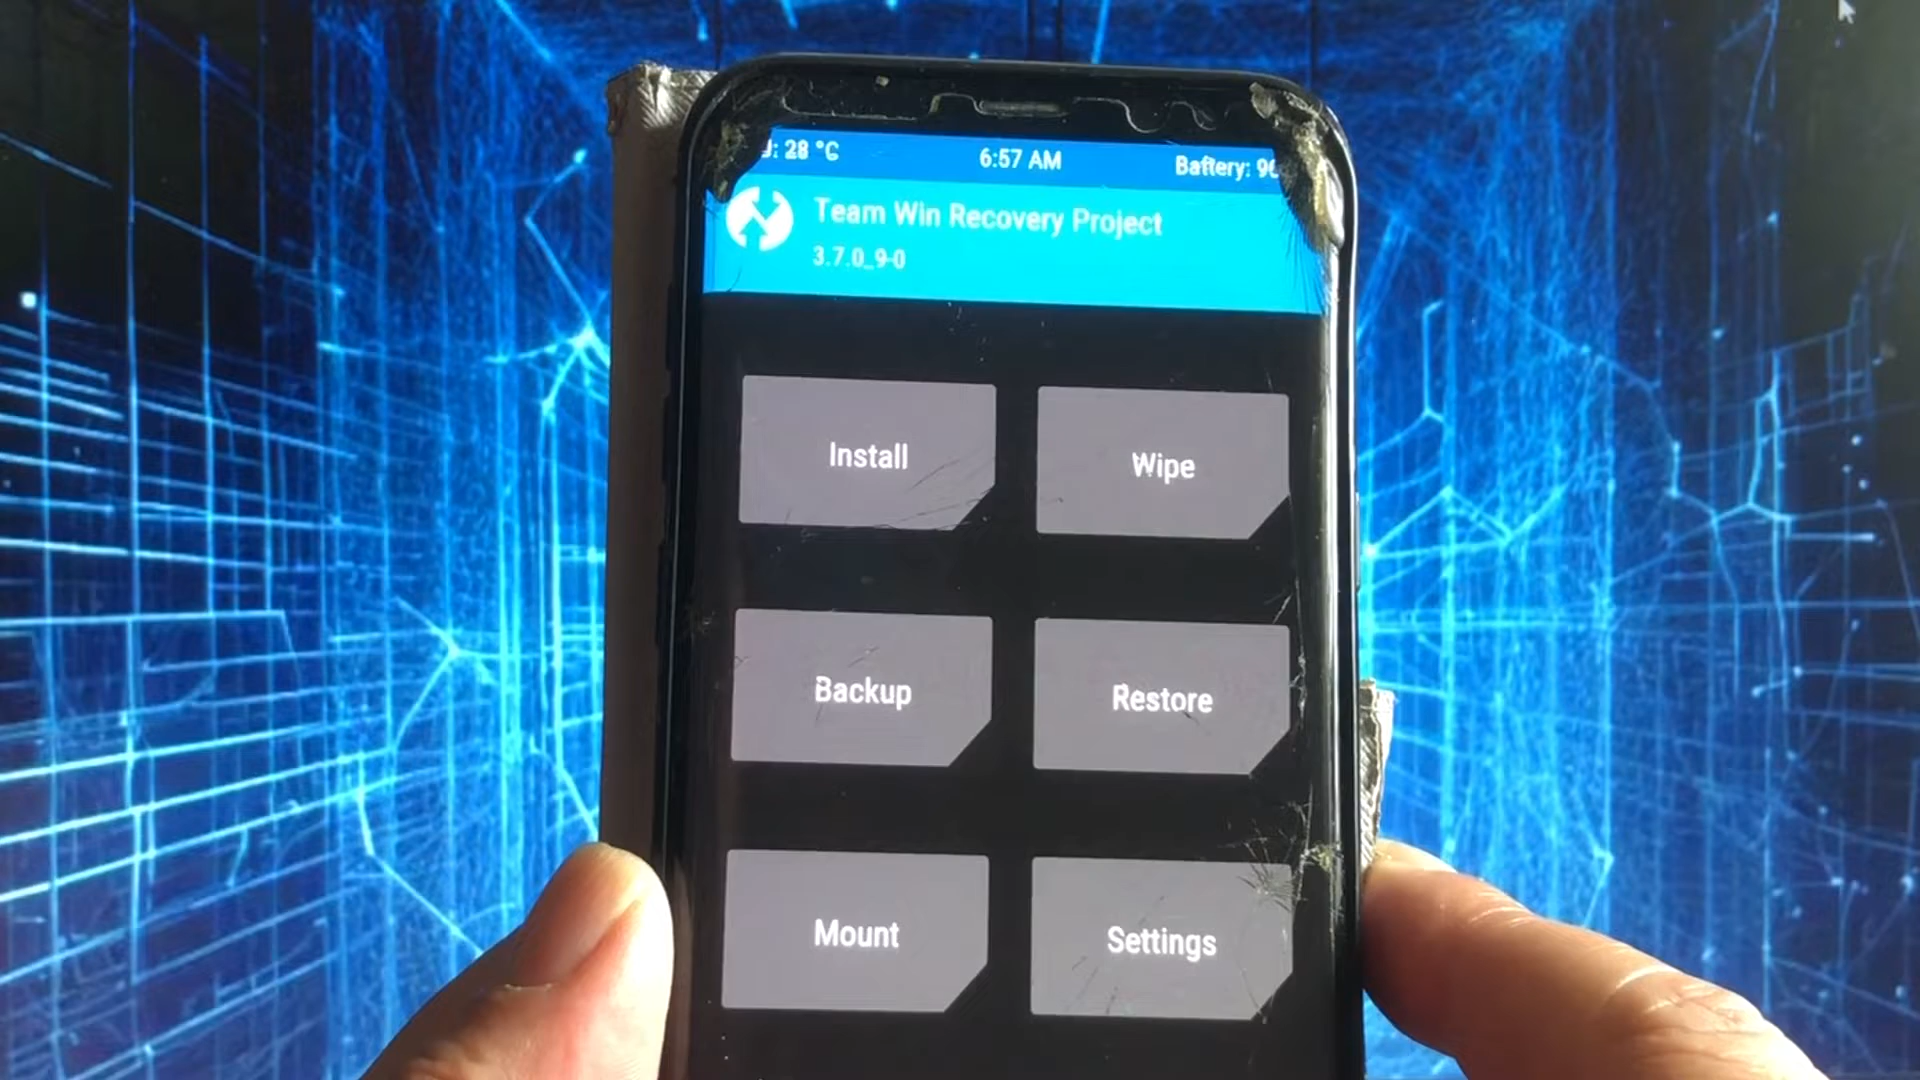 : 28 °C
6:57 AM
Battery: 9
Team Win Recovery Project
3.7.0_9-0
Install
Wipe
Backup
Restore
Mount
Settings